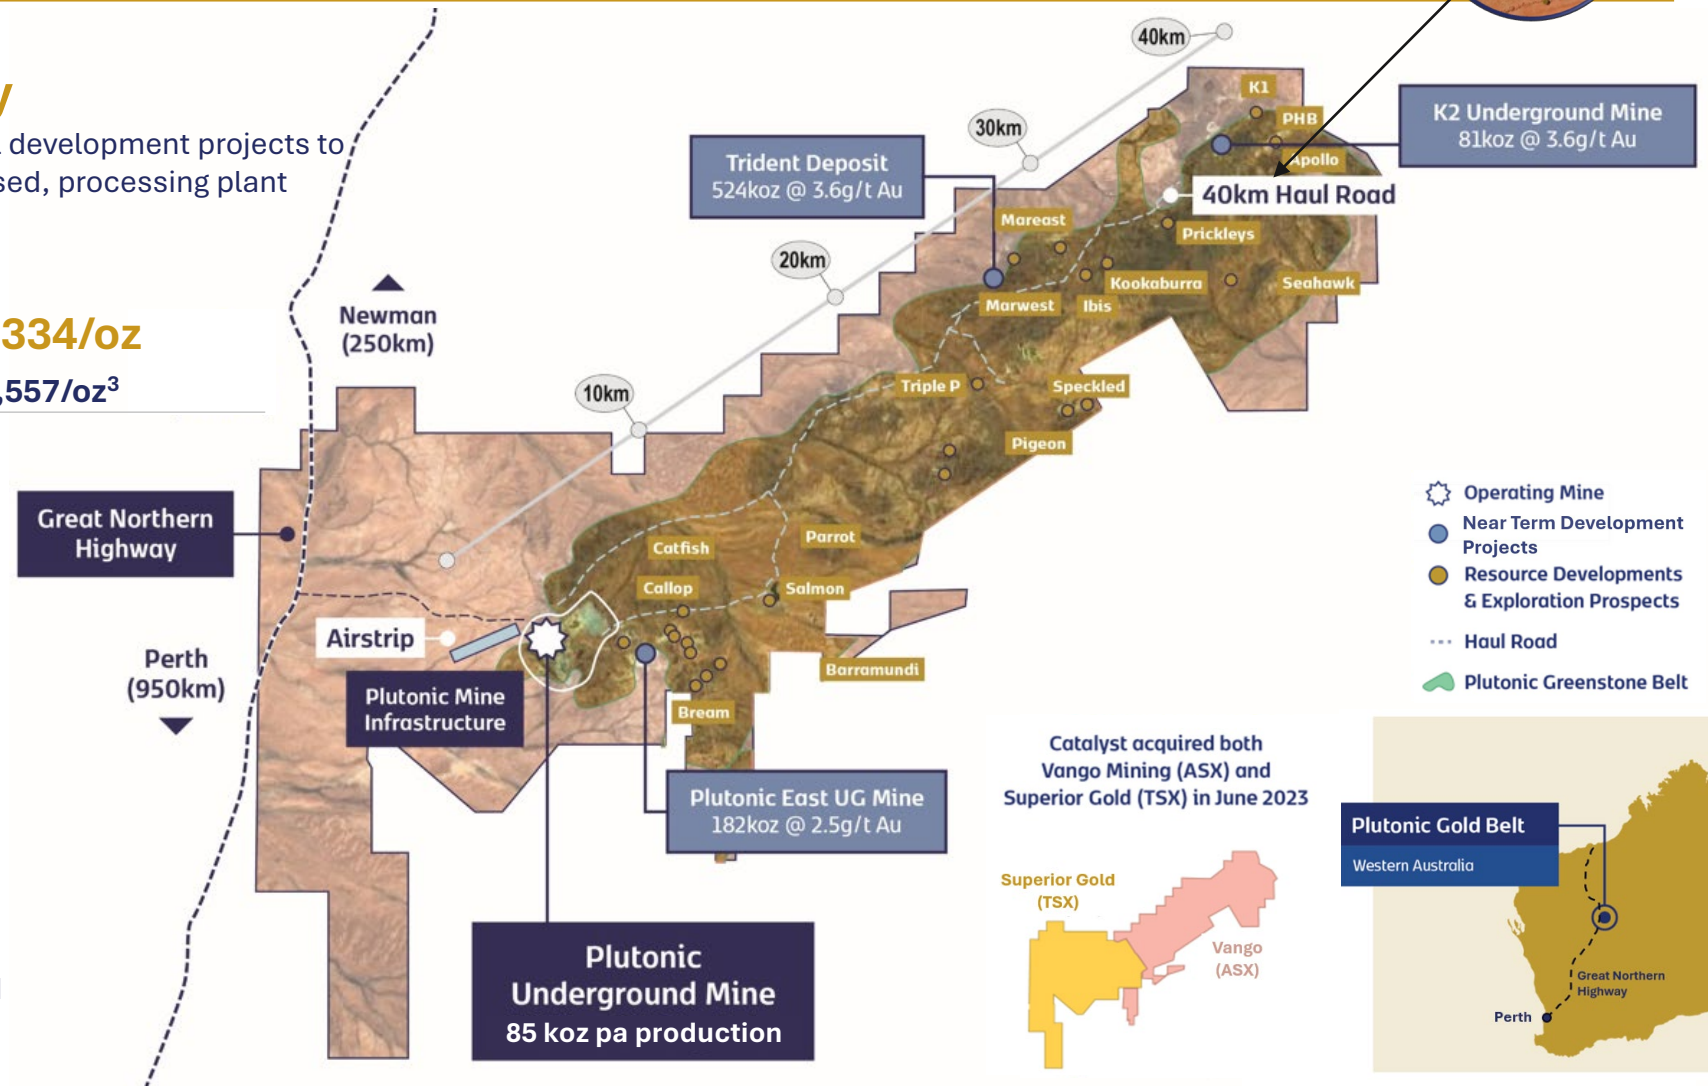 y
development projects to
sed, processing plant
334/oz
,557/oz³
40km
30km
20km
10km
K1
PHB
Apollo
K2 Underground Mine
81koz @ 3.6g/t Au
Trident Deposit
524koz @ 3.6g/t Au
40km Haul Road
Mareast
Prickleys
Kookaburra
Seahawk
Marwest
Ibis
Newman
(250km)
Triple P
Speckled
Pigeon
Great Northern
Highway
Catfish
Parrot
Callop
Salmon
Airstrip
Perth
(950km)
Barramundi
Plutonic Mine
Infrastructure
Bream
Plutonic East UG Mine
182koz @ 2.5g/t Au
Plutonic
Underground Mine
85 koz pa production
Operating Mine
Near Term Development
Projects
Resource Developments
& Exploration Prospects
Haul Road
Plutonic Greenstone Belt
Catalyst acquired both
Vango Mining (ASX) and
Superior Gold (TSX) in June 2023
Superior Gold
(TSX)
Vango
(ASX)
Plutonic Gold Belt
Western Australia
Great Northern
Highway
Perth